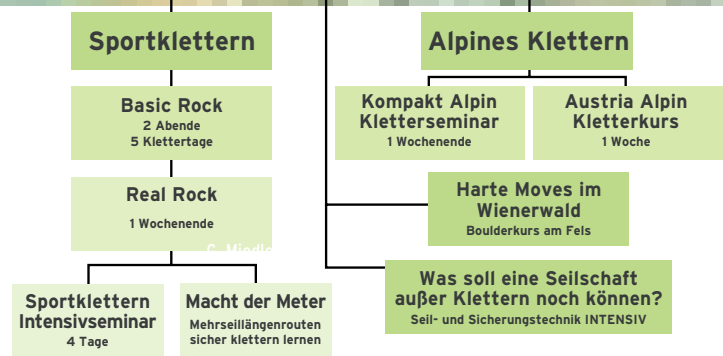 Sportklettern
Basic Rock
2 Abende
5 Klettertage
Real Rock
1 Wochenende
Sportklettern
Intensivseminar
4 Tage
Macht der Meter
Mehrseillängenrouten
sicher klettern lernen
Alpines Klettern
Kompakt Alpin
Kletterseminar
1 Wochenende
Austria Alpin
Kletterkurs
1 Woche
Harte Moves im
Wienerwald
Boulderkurs am Fels
Was soll eine Seilschaft
außer Klettern noch können?
Seil- und Sicherungstechnik INTENSIV